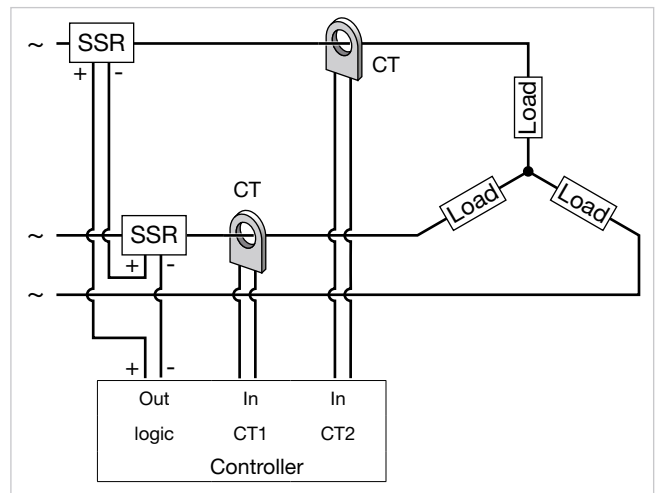 ~ SSR
+ -
CT
Load
CT
Load Load
~ SSR
+ -
~
+ -
Out In In
logic CT1 CT2
Controller